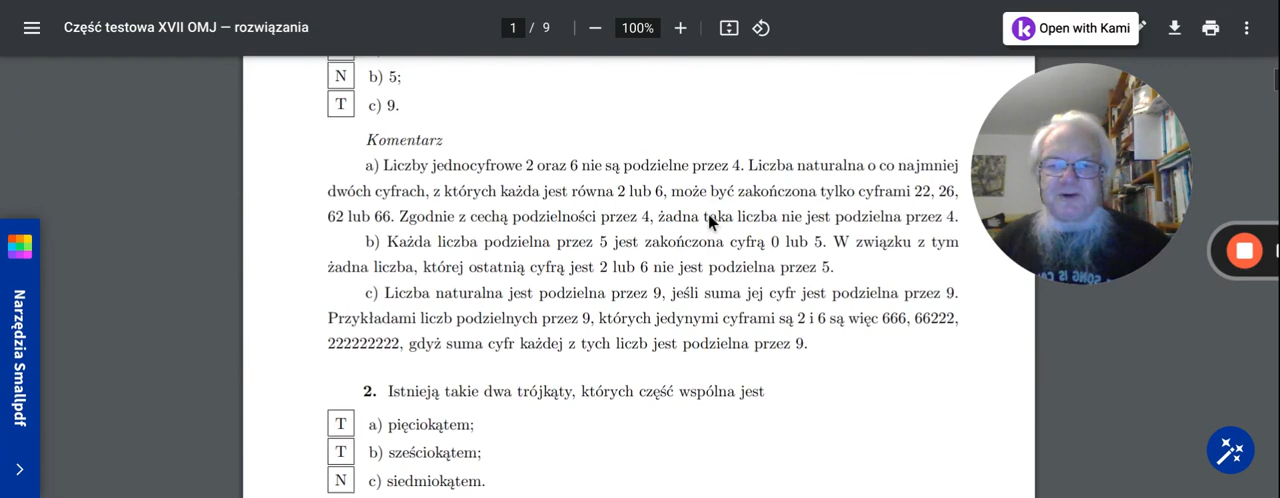 Część testowa XVII OMJ — rozwiązania
1 / 9
100%
Open with Kami
N b) 5;
T c) 9.
Komentarz
a) Liczby jednocyfrowe 2 oraz 6 nie są podzielne przez 4. Liczba naturalna o co najmniej
dwóch cyfrach, z których każda jest równa 2 lub 6, może być zakończona tylko cyframi 22, 26,
62 lub 66. Zgodnie z cechą podzielności przez 4, żadna taka liczba nie jest podzielna przez 4.
b) Każda liczba podzielna przez 5 jest zakończona cyfrą 0 lub 5. W związku z tym
żadna liczba, której ostatnią cyfrą jest 2 lub 6 nie jest podzielna przez 5.
c) Liczba naturalna jest podzielna przez 9, jeśli suma jej cyfr jest podzielna przez 9.
Przykładami liczb podzielnych przez 9, których jedynymi cyframi są 2 i 6 są więc 666, 66222,
222222222, gdyż suma cyfr każdej z tych liczb jest podzielna przez 9.
2. Istnieją takie dwa trójkąty, których część wspólna jest
T a) pięciokątem;
T b) sześciokątem;
N c) siedmiokątem.
Narzędzia Smallpdf